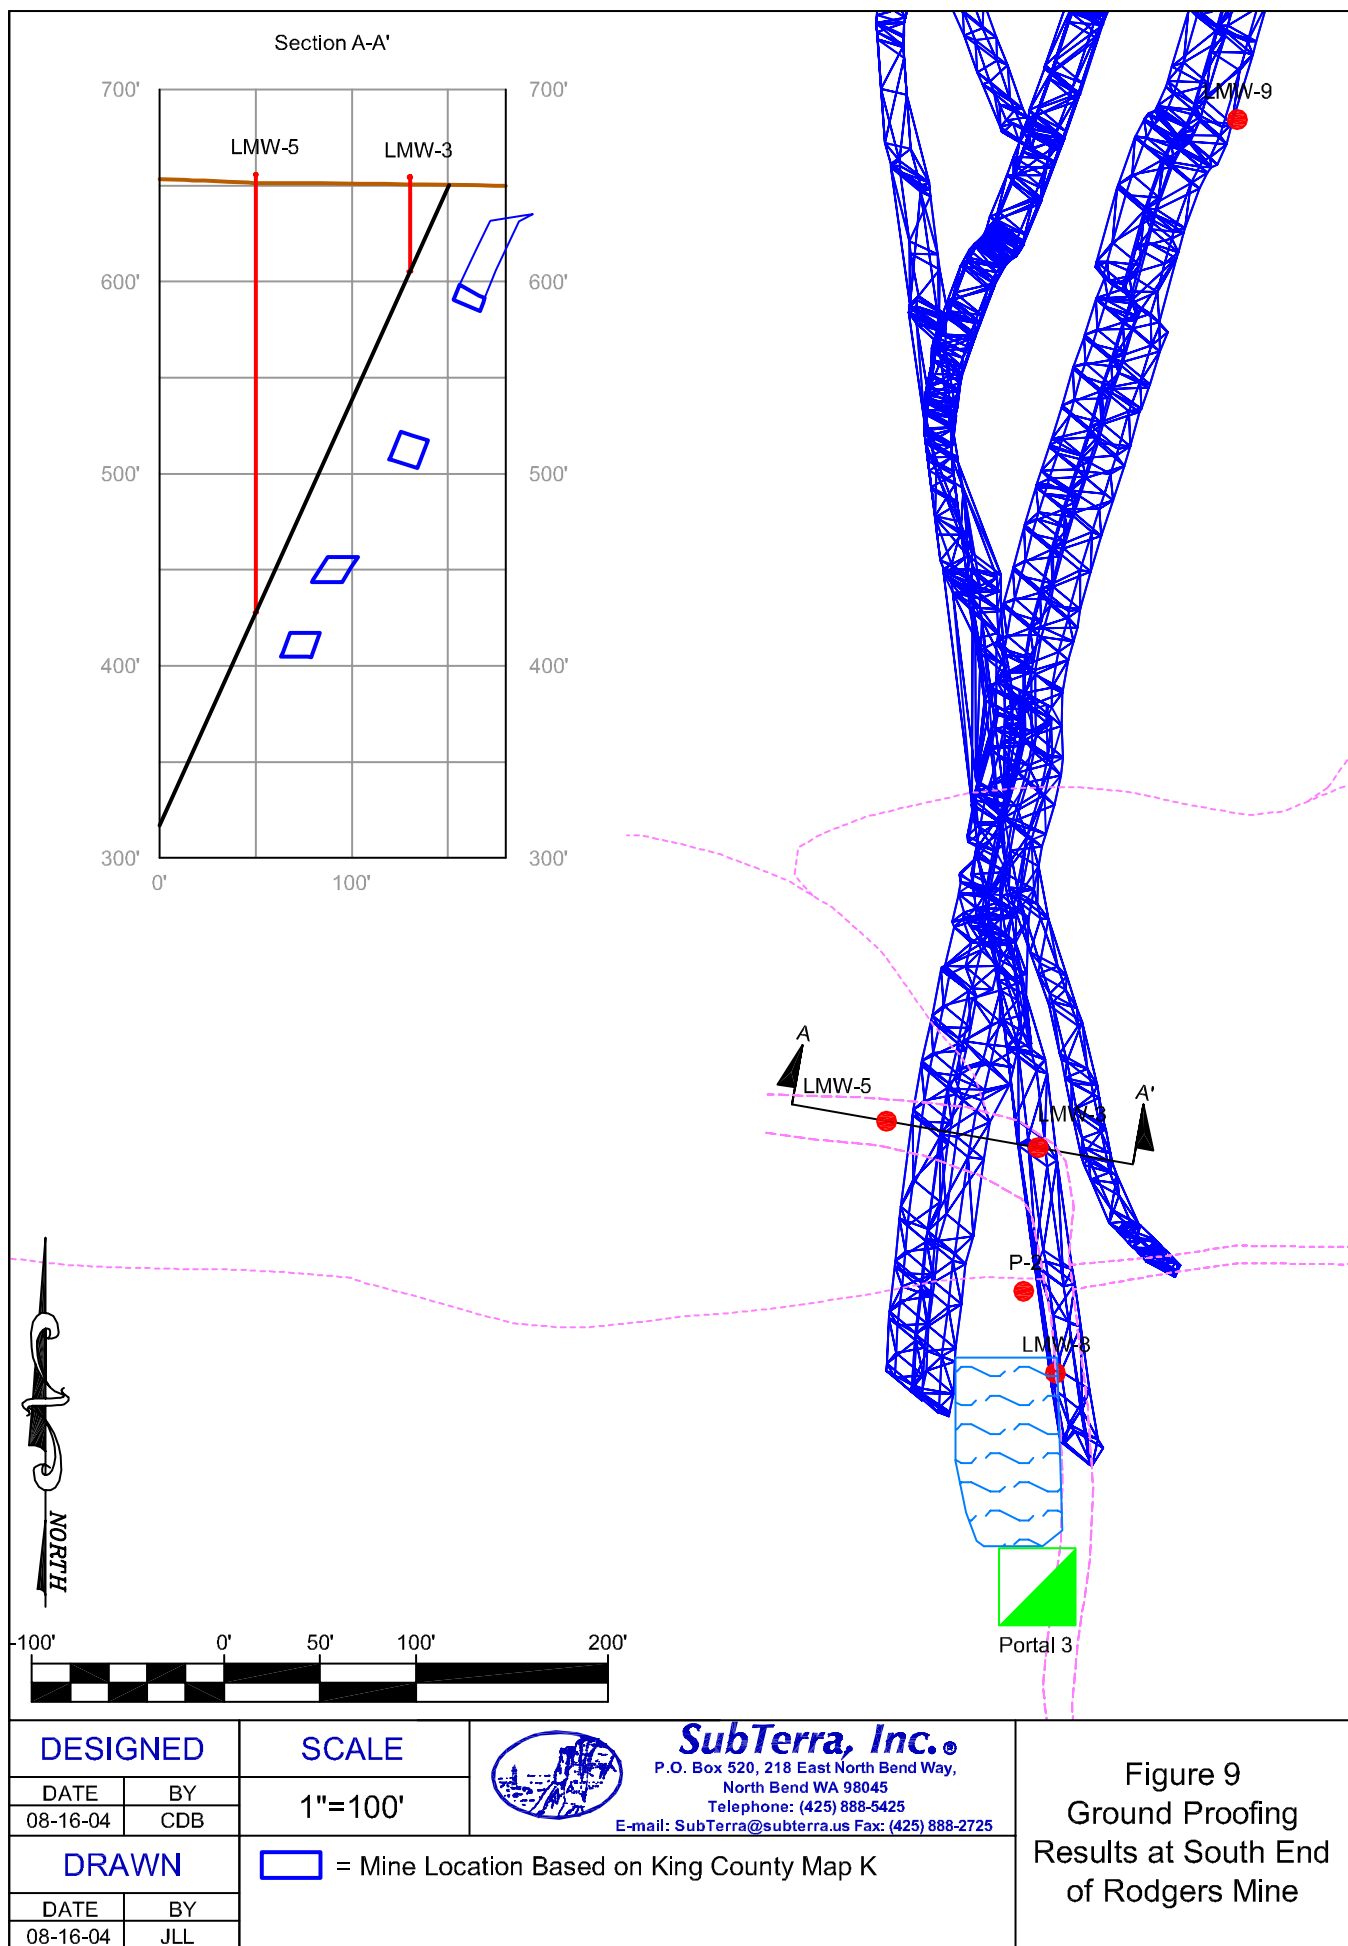 Section A-A'
700'
700'
LMW-5
LMW-3
600'
600'
500'
500'
400'
400'
300'
300'
0'
100'
LMW-9
A
LMW-5
LMW-3
A'
P-2
LMW-8
Portal 3
NORTH
-100'
0'
50'
100'
200'
DESIGNED
DATE
BY
08-16-04
CDB
DRAWN
DATE
BY
08-16-04
JLL
SCALE
1"=100'
SubTerra, Inc.®
P.O. Box 520, 218 East North Bend Way,
North Bend WA 98045
Telephone: (425) 888-5425
E-mail: SubTerra@subterra.us Fax: (425) 888-2725
= Mine Location Based on King County Map K
Figure 9
Ground Proofing
Results at South End
of Rodgers Mine